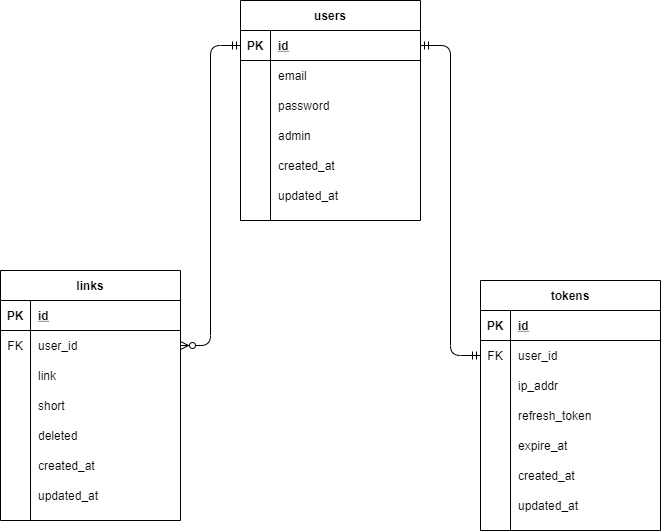 users
PK id
email
password
admin
created_at
updated_at
links
PK id
FK user_id
link
short
deleted
created_at
updated_at
tokens
PK id
FK user_id
ip_addr
refresh_token
expire_at
created_at
updated_at